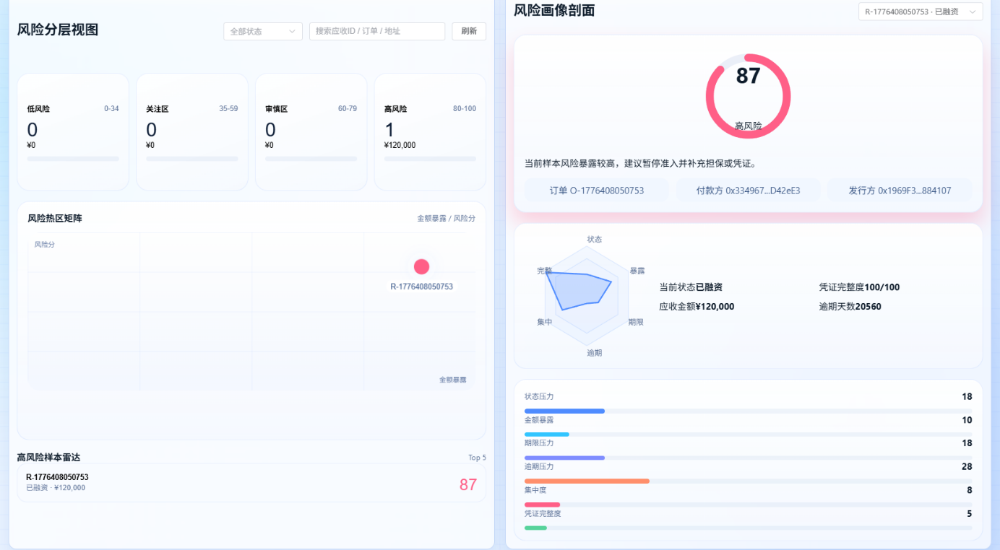 风险分层视图
全部状态
搜索应收ID / 订单 / 地址
刷新
低风险
0-34
0
¥0
关注区
35-59
0
¥0
审慎区
60-79
0
¥0
高风险
80-100
1
¥120,000
风险热区矩阵
金额暴露 / 风险分
风险分
R-1776408050753
金额暴露
高风险样本雷达
Top 5
R-1776408050753
已融资 · ¥120,000
87
风险画像剖面
R-1776408050753 · 已融资
87
高风险
当前样本风险暴露较高，建议暂停准入并补充担保或凭证。
订单 O-1776408050753
付款方 0x334967...D42eE3
发行方 0x1969F3...884107
状态
完整
暴露
集中
期限
逾期
当前状态已融资
凭证完整度100/100
应收金额¥120,000
逾期天数20560
状态压力
18
金额暴露
10
期限压力
18
逾期压力
28
集中度
8
凭证完整度
5